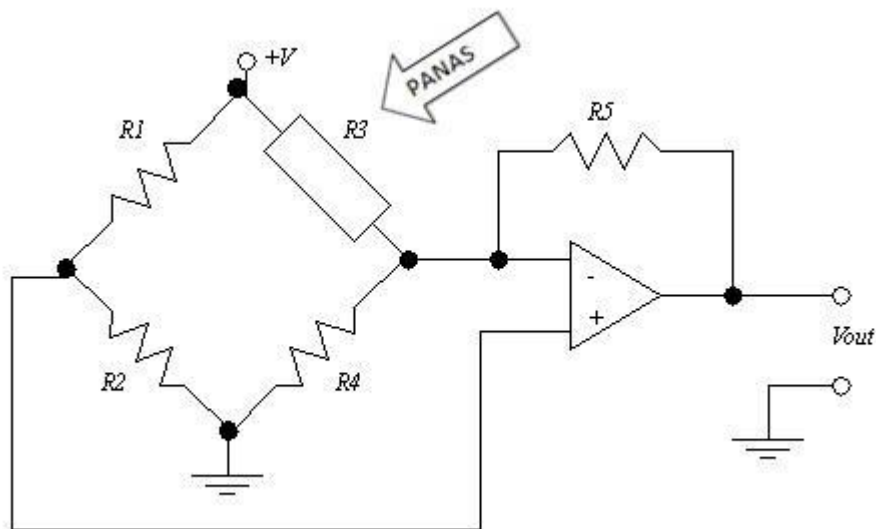 +V
PANAS
R1
R3
R5
-
+
Vout
R2
R4